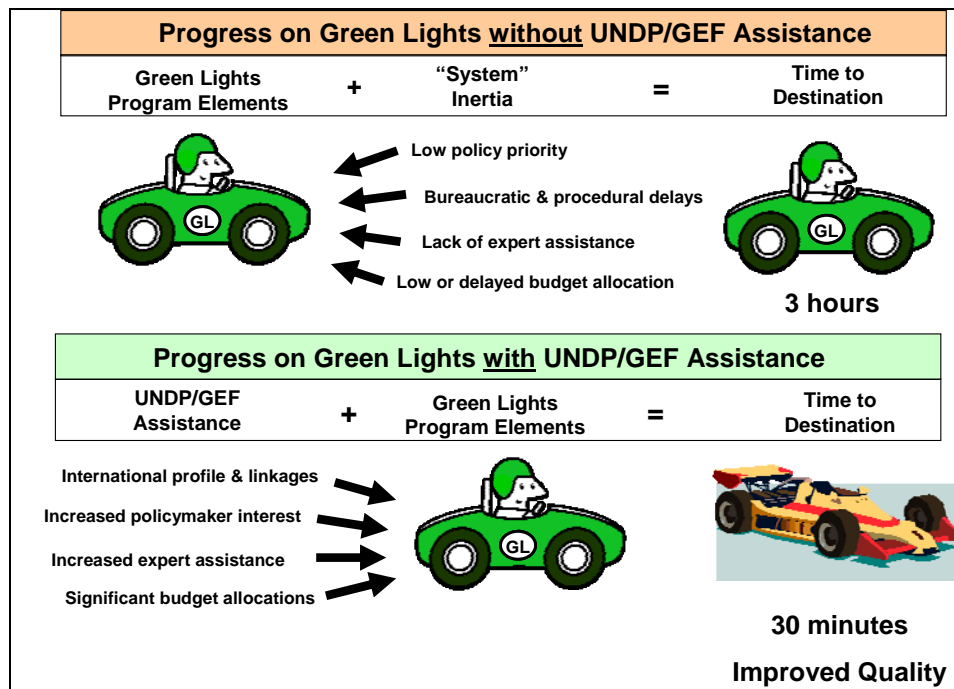 Progress on Green Lights without UNDP/GEF Assistance
Green Lights
Program Elements
+
“System”
Inertia
=
Time to
Destination
Low policy priority
Bureaucratic & procedural delays
Lack of expert assistance
Low or delayed budget allocation
GL
GL
3 hours
Progress on Green Lights with UNDP/GEF Assistance
UNDP/GEF
Assistance
+
Green Lights
Program Elements
=
Time to
Destination
International profile & linkages
Increased policymaker interest
Increased expert assistance
Significant budget allocations
GL
30 minutes
Improved Quality